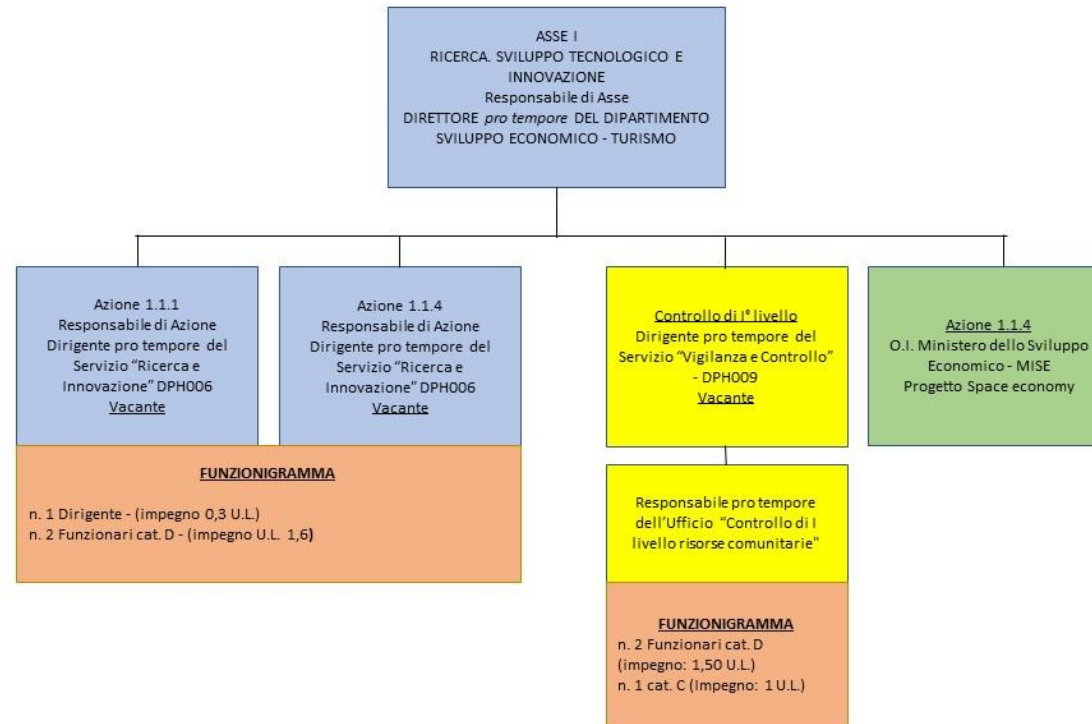 ASSE I
RICERCA. SVILUPPO TECNOLOGICO E
INNOVAZIONE
Responsabile di Asse
DIRETTORE pro tempore DEL DIPARTIMENTO
SVILUPPO ECONOMICO - TURISMO
Azione 1.1.1
Responsabile di Azione
Dirigente pro tempore del
Servizio "Ricerca e
Innovazione" DPH006
Vacante
Azione 1.1.4
Responsabile di Azione
Dirigente pro tempore del
Servizio "Ricerca e
Innovazione" DPH006
Vacante
Controllo di I° livello
Dirigente pro tempore del
Servizio "Vigilanza e Controllo"
- DPH009
Vacante
Azione 1.1.4
O.I. Ministero dello Sviluppo
Economico - MISE
Progetto Space economy
FUNZIONIGRAMMA
n. 1 Dirigente - (impegno 0,3 U.L.)
n. 2 Funzionari cat. D - (impegno U.L. 1,6)
Responsabile pro tempore
dell'Ufficio "Controllo di I
livello risorse comunitarie"
FUNZIONIGRAMMA
n. 2 Funzionari cat. D
(impegno: 1,50 U.L.)
n. 1 cat. C (Impegno: 1 U.L.)